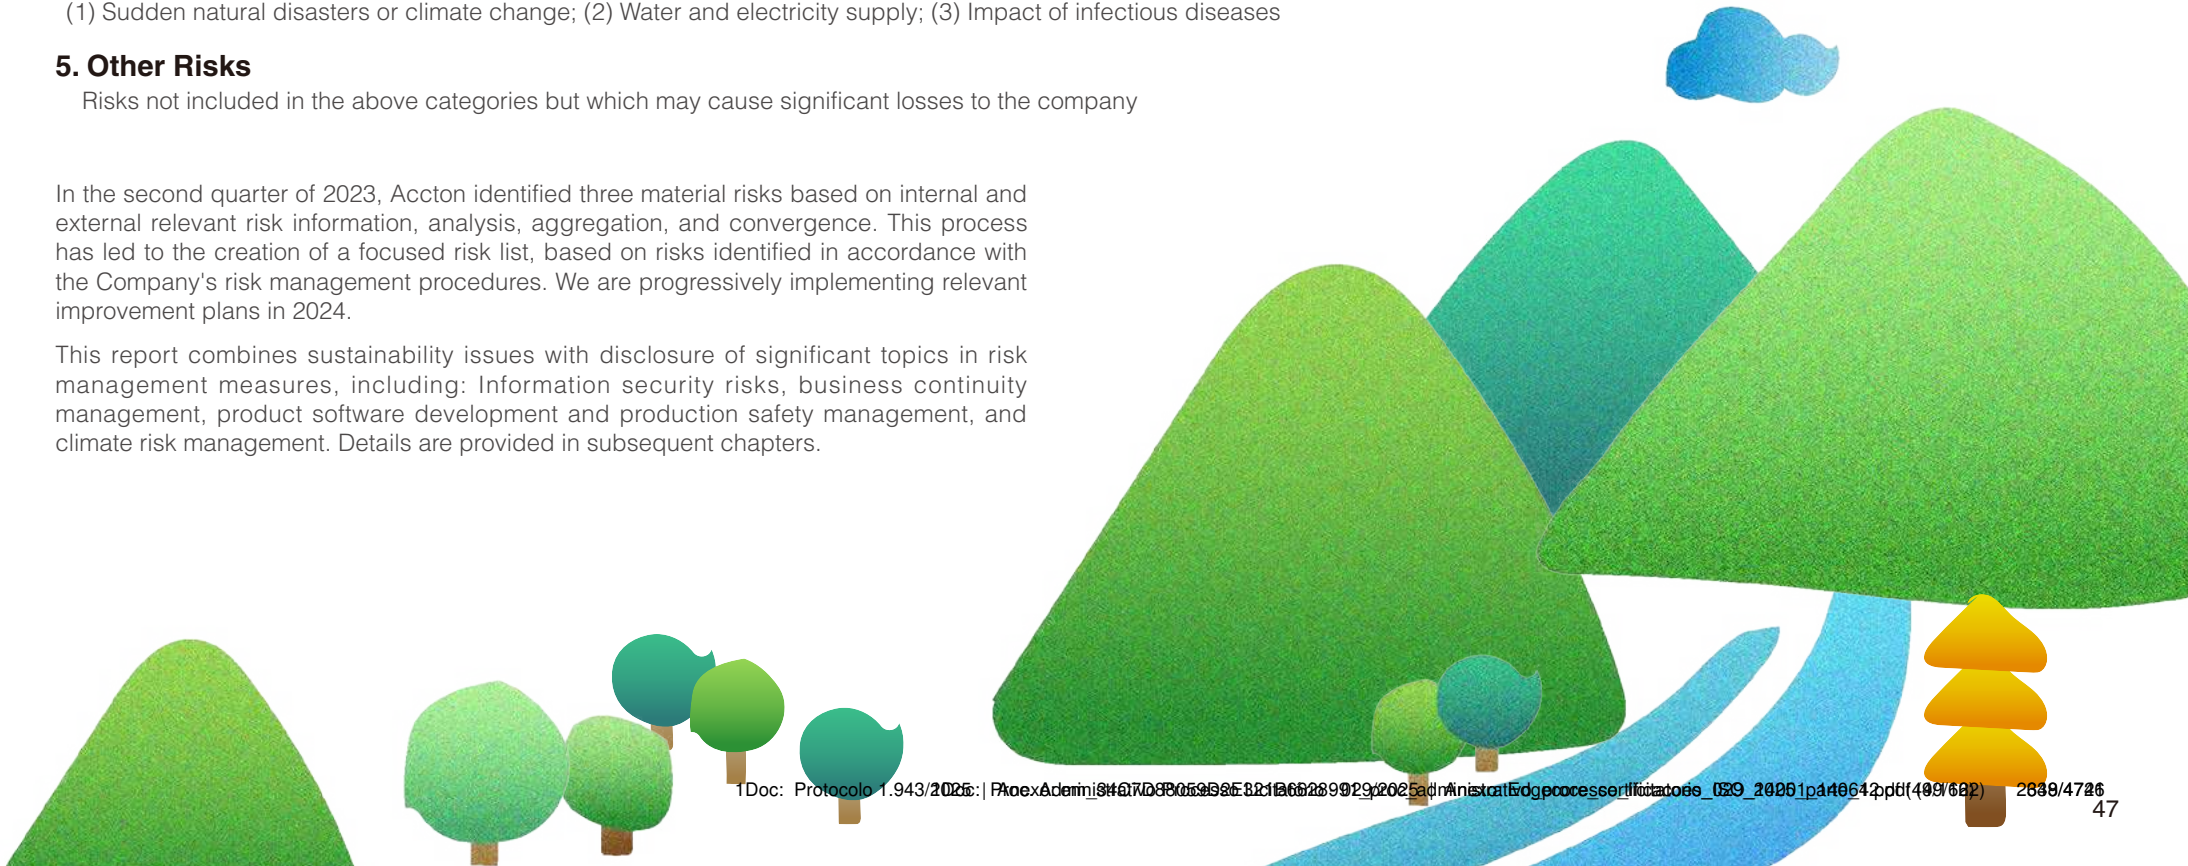 (1) Sudden natural disasters or climate change; (2) Water and electricity supply; (3) Impact of infectious diseases
5. Other Risks
Risks not included in the above categories but which may cause significant losses to the company
In the second quarter of 2023, Accton identified three material risks based on internal and
external relevant risk information, analysis, aggregation, and convergence. This process
has led to the creation of a focused risk list, based on risks identified in accordance with
the Company's risk management procedures. We are progressively implementing relevant
improvement plans in 2024.
This report combines sustainability issues with disclosure of significant topics in risk
management measures, including: Information security risks, business continuity
management, product software development and production safety management, and
climate risk management. Details are provided in subsequent chapters.
1Doc: Protocolo 1.943/2025
47